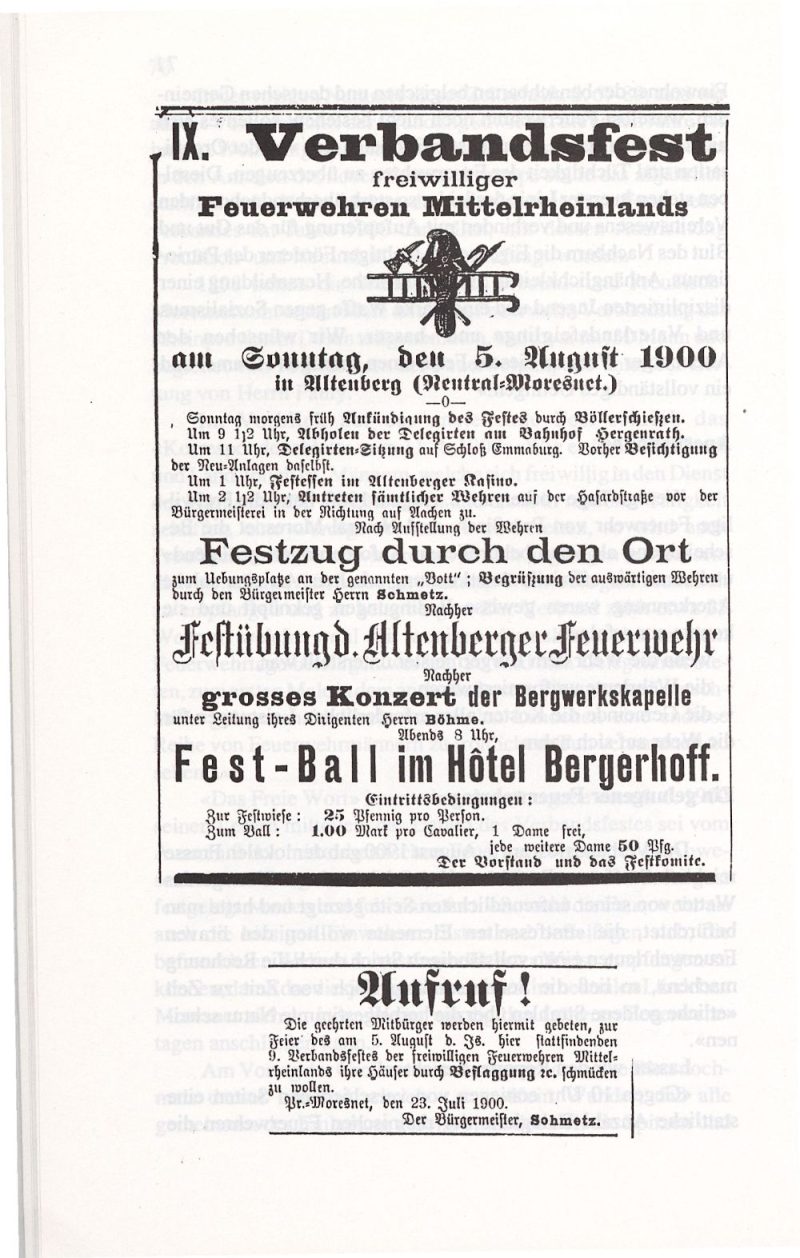 IX. Verbandsfest
freiwilliger
Feuerwehren Mittelrheinlands
am Sonntag, den 5. August 1900
in Altenberg (Neutral-Moresnet.)
—0—
Sonntag morgens früh Ankündigung des Festes durch Böllerschießen.
Um 9 1/2 Uhr, Abholen der Delegirten am Bahnhof Hergenrath.
Um 11 Uhr, Delegirten-Sitzung auf Schloß Emmaburg. Vorher Besichtigung
der Neu-Anlagen daselbst.
Um 1 Uhr, Festessen im Altenberger Kasino.
Um 2 1/2 Uhr, Antreten sämtlicher Wehren auf der Hasardstraße vor der
Bürgermeisterei in der Richtung auf Aachen zu.
Nach Aufstellung der Wehren
Festzug durch den Ort
zum Uebungsplatze an der genannten „Bott"; Begrüßung der auswärtigen Wehren
durch den Bürgermeister Herrn Schmetz.
Nachher
Festübung d. Altenberger Feuerwehr
Nachher
grosses Konzert der Bergwerkskapelle
unter Leitung ihres Dirigenten Herrn Böhme.
Abends 8 Uhr,
Fest-Ball im Hôtel Bergerhoff.
Eintrittsbedingungen:
Zur Festwiese: 25 Pfennig pro Person.
Zum Ball: 1.00 Mark pro Cavalier, 1 Dame frei,
jede weitere Dame 50 Pfg.
Der Vorstand und das Festkomite.
Aufruf!
Die geehrten Mitbürger werden hiermit gebeten, zur
Feier des am 5. August d. Js. hier stattfindenden
9. Verbandsfestes der freiwilligen Feuerwehren Mittel-
rheinlands ihre Häuser durch Beflaggung ꝛc. schmücken
zu wollen.
Pr.-Moresnet, den 23. Juli 1900.
Der Bürgermeister, Schmetz.